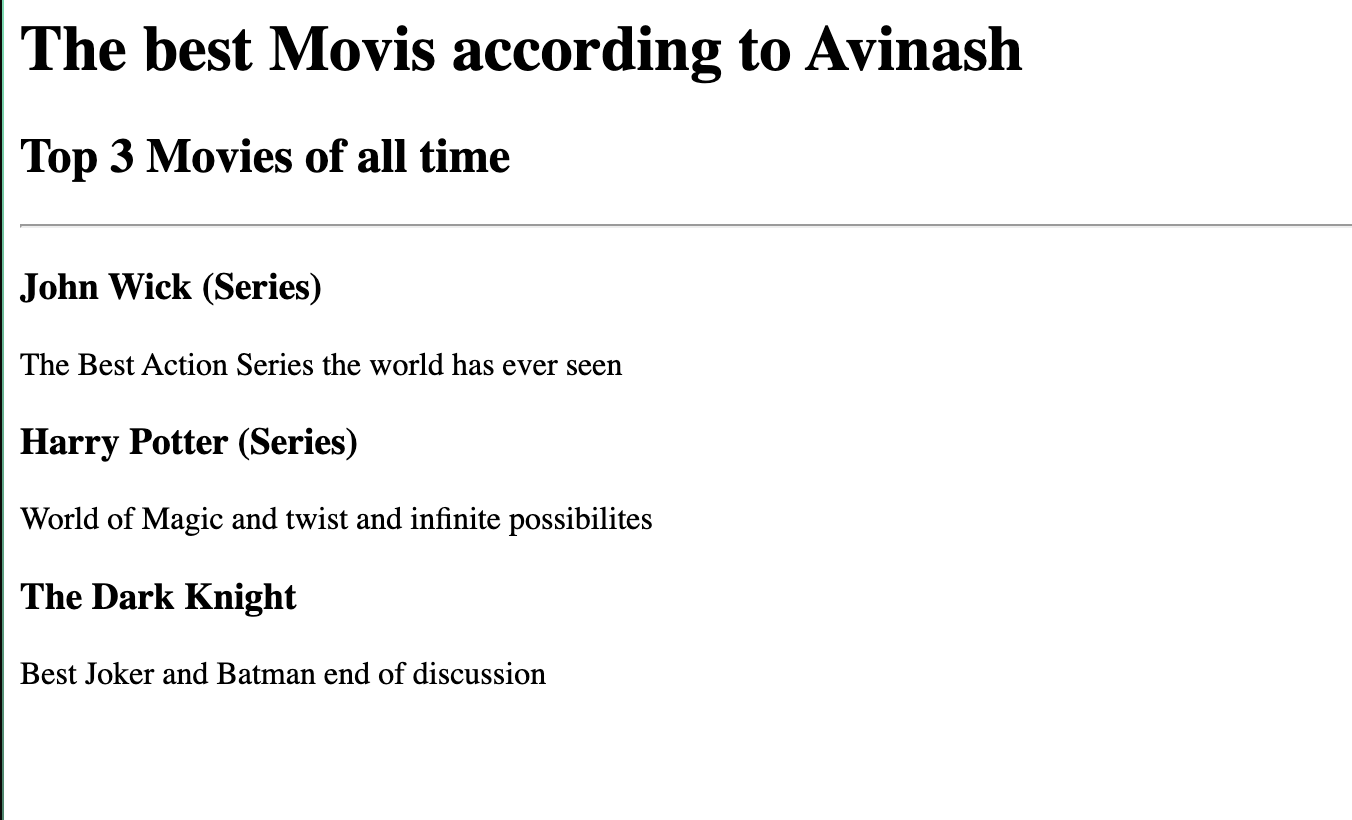 The best Movis according to Avinash
Top 3 Movies of all time
John Wick (Series)
The Best Action Series the world has ever seen
Harry Potter (Series)
World of Magic and twist and infinite possibilites
The Dark Knight
Best Joker and Batman end of discussion